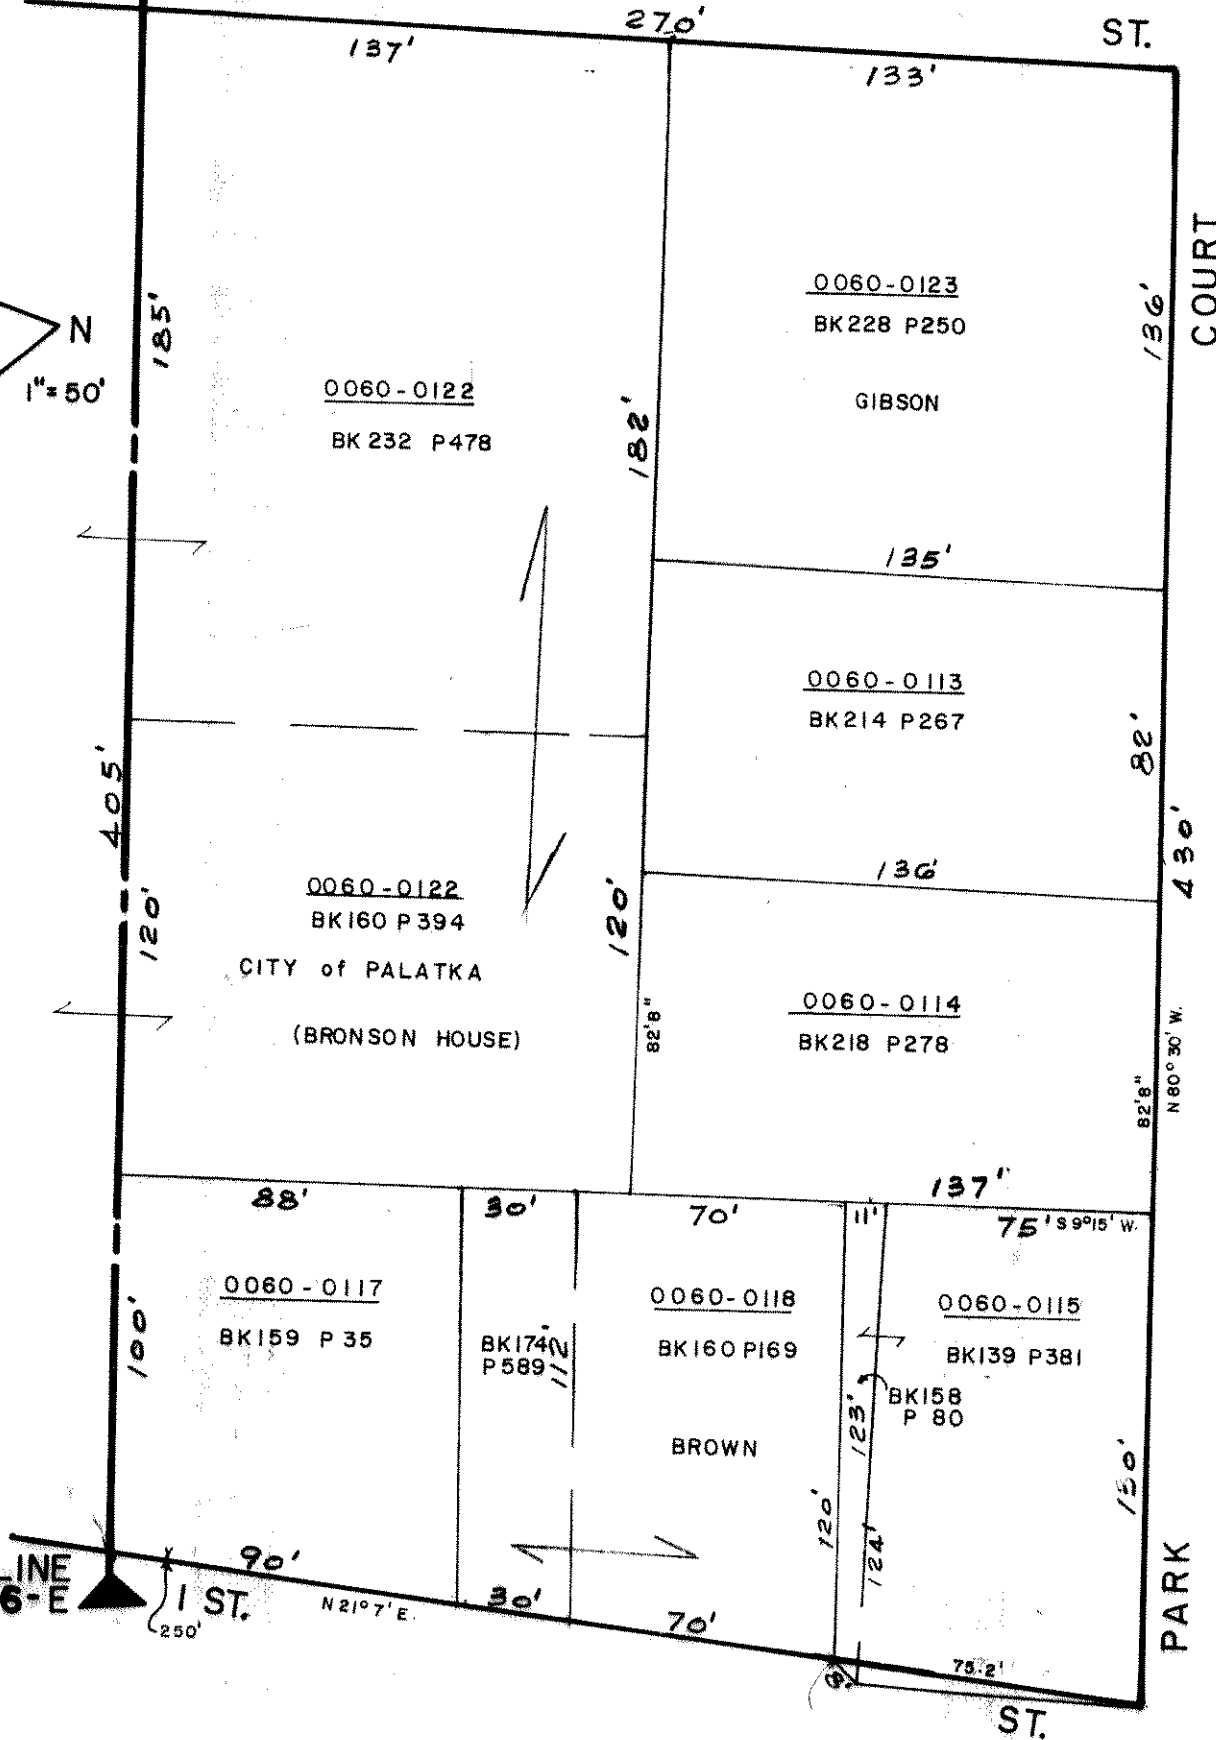 270'
ST.
137'
133'
COURT
N
1"=50'
185'
0060-0123
BK 228 P250
GIBSON
136'
0060-0122
BK 232 P478
182'
135'
0060-0113
BK214 P267
82'
405'
430'
136'
120'
0060-0122
BK160 P394
CITY of PALATKA
(BRONSON HOUSE)
120'
82'8"
0060-0114
BK218 P278
82'8"
N 80° 30' W.
137'
88'
30'
70'
11'
75' S 9°15' W.
100'
0060-0117
BK159 P 35
BK174
P589
112'
0060-0118
BK160 P169
BROWN
0060-0115
BK139 P381
BK158
P 80
123'
120'
124'
150'
PARK
LINE
6-E
1 ST.
250'
90'
N 21° 7' E.
30'
70'
75.2'
ST.